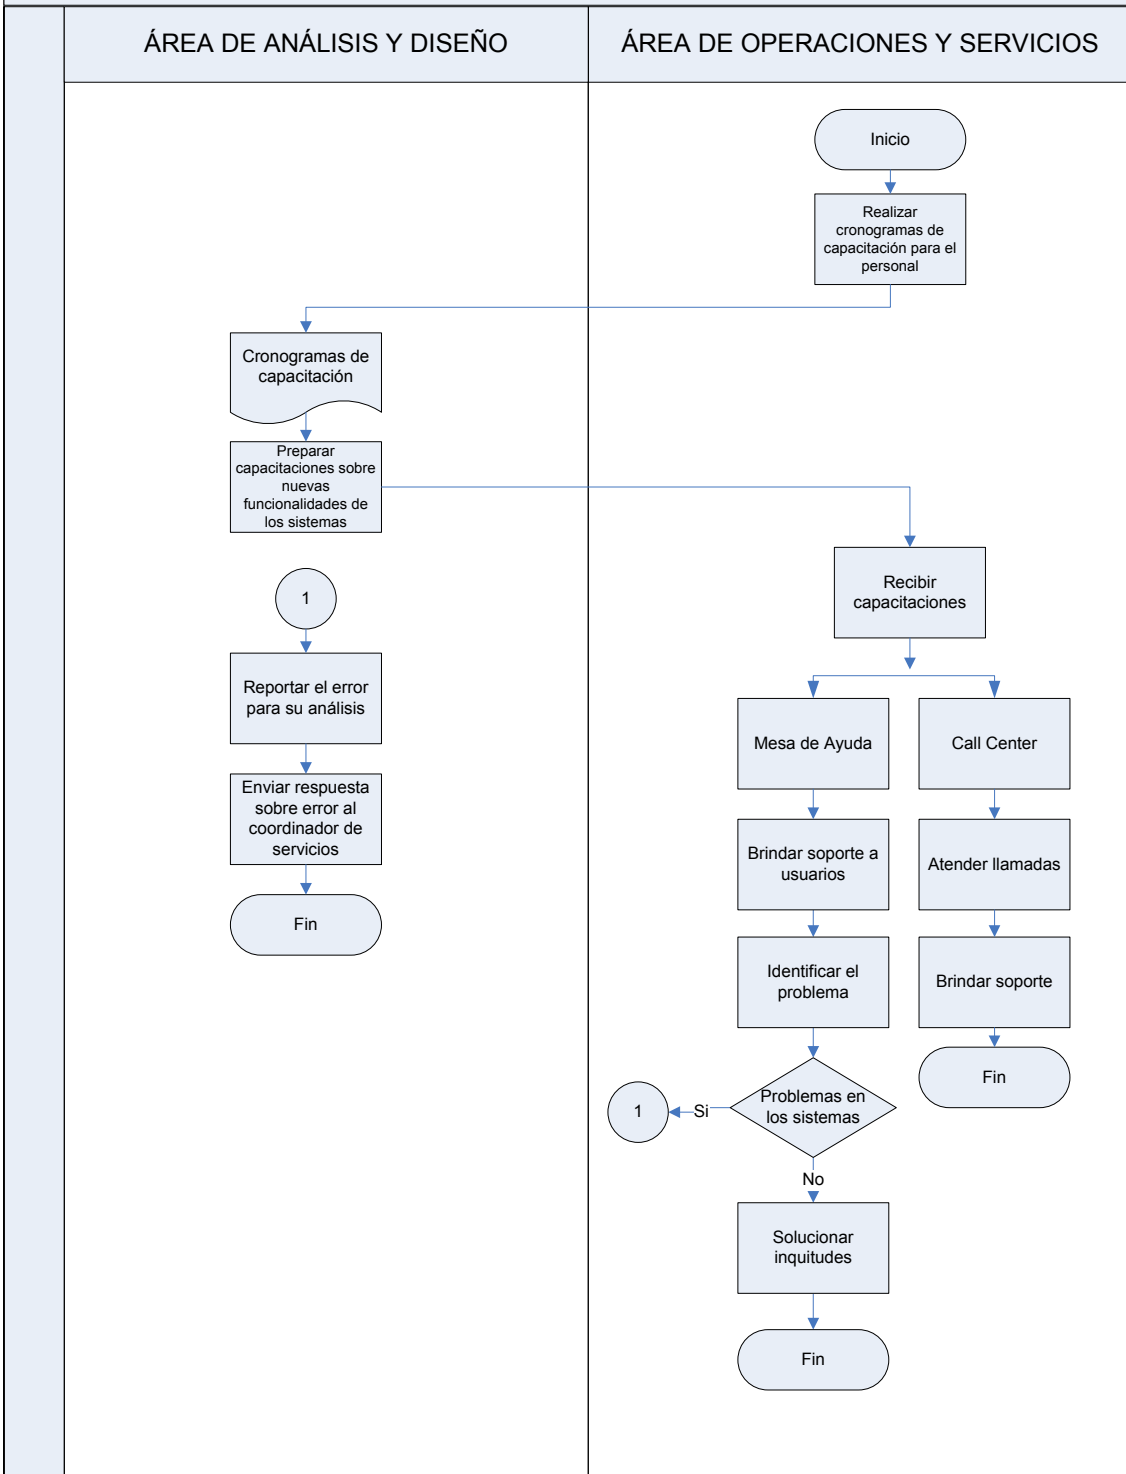 ÁREA DE ANÁLISIS Y DISEÑO
ÁREA DE OPERACIONES Y SERVICIOS
Inicio
Realizar
cronogramas de
capacitación para el
personal
Cronogramas de
capacitación
Preparar
capacitaciones sobre
nuevas
funcionalidades de
los sistemas
Recibir
capacitaciones
1
Reportar el error
para su análisis
Enviar respuesta
sobre error al
coordinador de
servicios
Fin
Mesa de Ayuda
Call Center
Brindar soporte a
usuarios
Atender llamadas
Identificar el
problema
Brindar soporte
Fin
Problemas en
los sistemas
Si
1
No
Solucionar
inquitudes
Fin